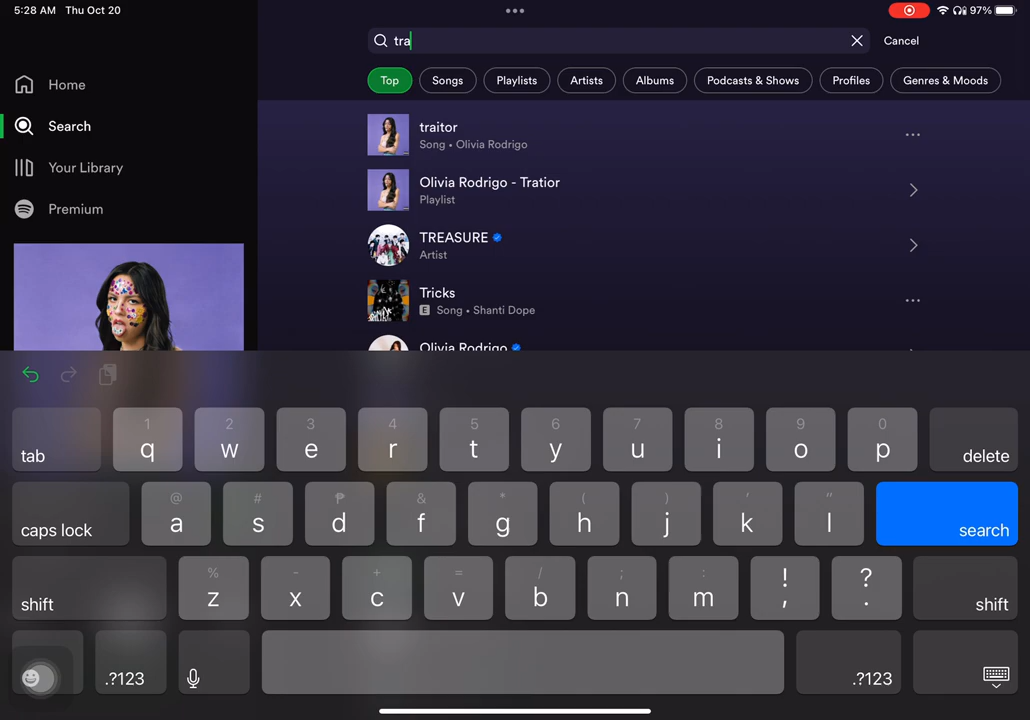 5:28 AM Thu Oct 20
97%
tra
Cancel
Top Songs Playlists Artists Albums Podcasts & Shows Profiles Genres & Moods
Home
Search
Your Library
Premium
traitor
Song • Olivia Rodrigo
Olivia Rodrigo - Tratior
Playlist
TREASURE
Artist
Tricks
E Song • Shanti Dope
Olivia Rodrigo
1 2 3 4 5 6 7 8 9 0
tab q w e r t y u i o p delete
@ # ₱ & * ( ) ' "
caps lock a s d f g h j k l search
% - + = / ; : ! ?
shift z x c v b n m , . shift
.?123 .?123